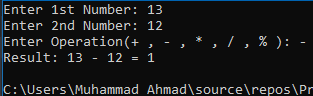 Enter 1st Number: 13
Enter 2nd Number: 12
Enter Operation(+ , - , * , / , % ): -
Result: 13 - 12 = 1
C:\Users\Muhammad Ahmad\source\repos\Pr